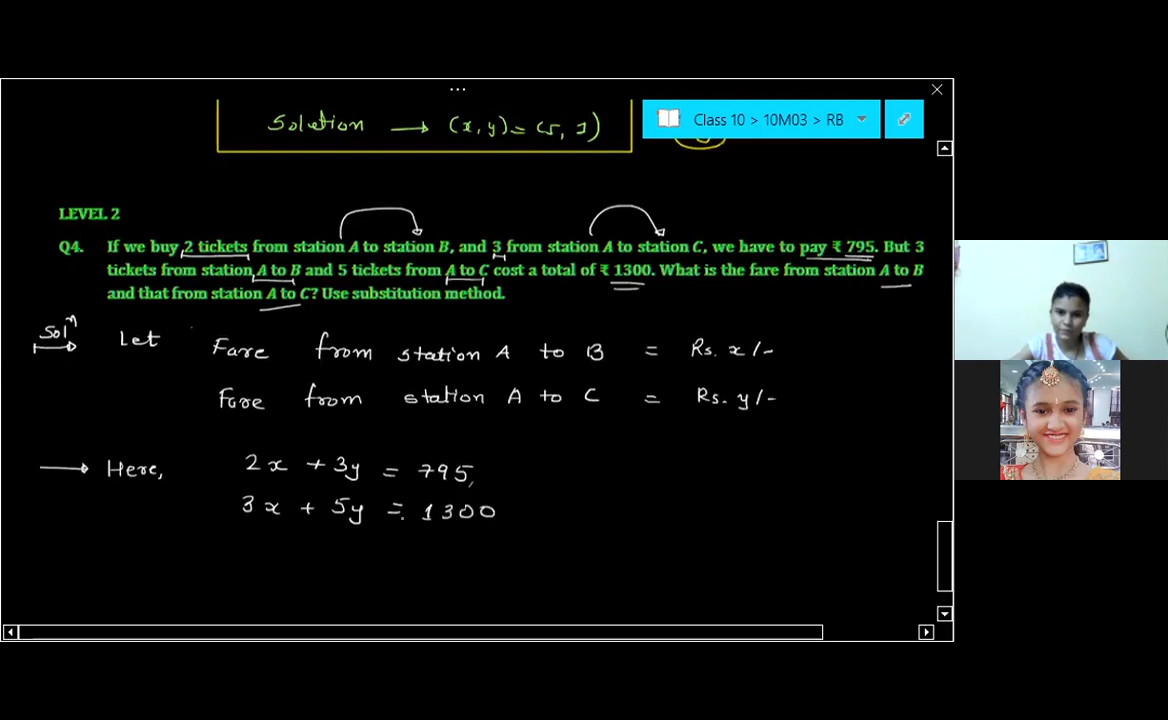 ...
Solution → (x, y) = (5, 1)
Class 10 > 10M03 > RB
LEVEL 2
Q4. If we buy 2 tickets from station A to station B, and 3 from station A to station C, we have to pay ₹ 795. But 3
tickets from station A to B and 5 tickets from A to C cost a total of ₹ 1300. What is the fare from station A to B
and that from station A to C? Use substitution method.
Solⁿ Let Fare from station A to B = Rs. x /-
Fare from station A to C = Rs. y /-
→ Here, 2x + 3y = 795,
3x + 5y = 1300